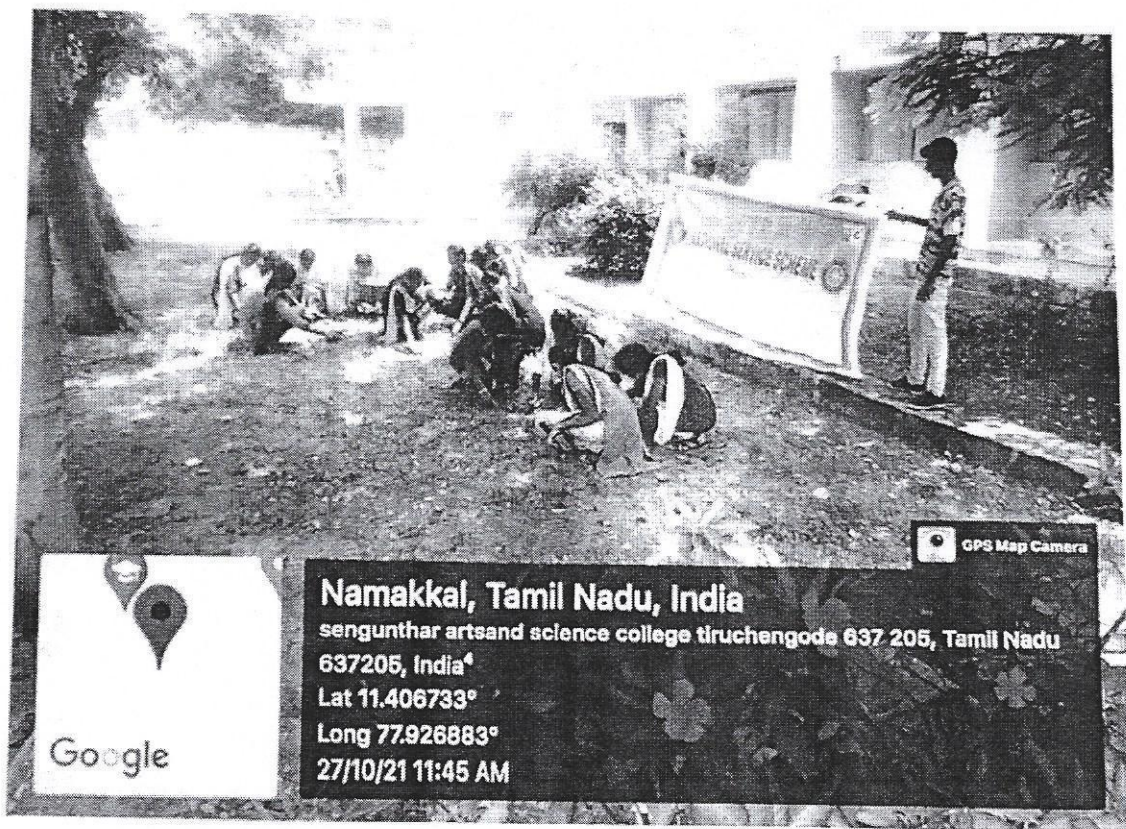 GPS Map Camera
Namakkal, Tamil Nadu, India
sengunthar artsand science college tiruchengode 637 205, Tamil Nadu
637205, India⁴
Lat 11.406733°
Long 77.926883°
27/10/21 11:45 AM
Google